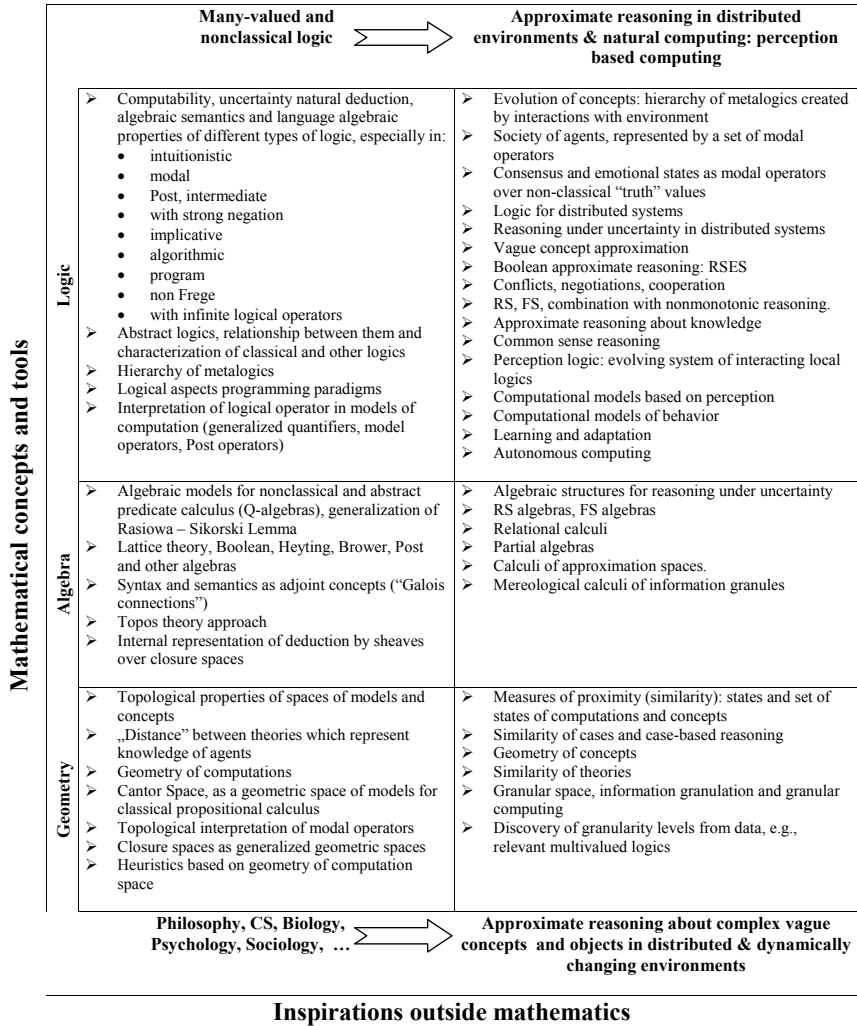 Many-valued and
nonclassical logic
Approximate reasoning in distributed
environments & natural computing: perception
based computing
Mathematical concepts and tools
Logic
➢ Computability, uncertainty natural deduction,
algebraic semantics and language algebraic
properties of different types of logic, especially in:
• intuitionistic
• modal
• Post, intermediate
• with strong negation
• implicative
• algorithmic
• program
• non Frege
• with infinite logical operators
➢ Abstract logics, relationship between them and
characterization of classical and other logics
➢ Hierarchy of metalogics
➢ Logical aspects programming paradigms
➢ Interpretation of logical operator in models of
computation (generalized quantifiers, model
operators, Post operators)
➢ Evolution of concepts: hierarchy of metalogics created
by interactions with environment
➢ Society of agents, represented by a set of modal
operators
➢ Consensus and emotional states as modal operators
over non-classical “truth” values
➢ Logic for distributed systems
➢ Reasoning under uncertainty in distributed systems
➢ Vague concept approximation
➢ Boolean approximate reasoning: RSES
➢ Conflicts, negotiations, cooperation
➢ RS, FS, combination with nonmonotonic reasoning.
➢ Approximate reasoning about knowledge
➢ Common sense reasoning
➢ Perception logic: evolving system of interacting local
logics
➢ Computational models based on perception
➢ Computational models of behavior
➢ Learning and adaptation
➢ Autonomous computing
Algebra
➢ Algebraic models for nonclassical and abstract
predicate calculus (Q-algebras), generalization of
Rasiowa – Sikorski Lemma
➢ Lattice theory, Boolean, Heyting, Brower, Post
and other algebras
➢ Syntax and semantics as adjoint concepts (“Galois
connections”)
➢ Topos theory approach
➢ Internal representation of deduction by sheaves
over closure spaces
➢ Algebraic structures for reasoning under uncertainty
➢ RS algebras, FS algebras
➢ Relational calculi
➢ Partial algebras
➢ Calculi of approximation spaces.
➢ Mereological calculi of information granules
Geometry
➢ Topological properties of spaces of models and
concepts
➢ „Distance” between theories which represent
knowledge of agents
➢ Geometry of computations
➢ Cantor Space, as a geometric space of models for
classical propositional calculus
➢ Topological interpretation of modal operators
➢ Closure spaces as generalized geometric spaces
➢ Heuristics based on geometry of computation
space
➢ Measures of proximity (similarity): states and set of
states of computations and concepts
➢ Similarity of cases and case-based reasoning
➢ Geometry of concepts
➢ Similarity of theories
➢ Granular space, information granulation and granular
computing
➢ Discovery of granularity levels from data, e.g.,
relevant multivalued logics
Philosophy, CS, Biology,
Psychology, Sociology, …
Approximate reasoning about complex vague
concepts and objects in distributed & dynamically
changing environments
Inspirations outside mathematics